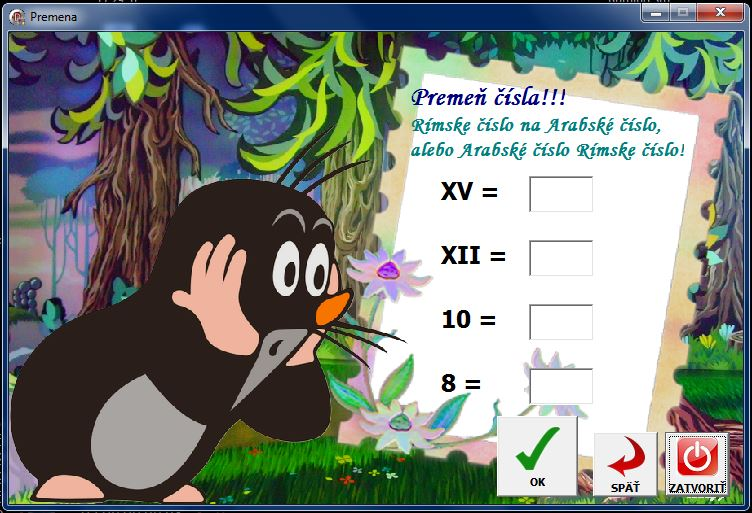 Premena
Premeň čísla!!!
Rímske číslo na Arabské číslo,
alebo Arabské číslo Rímske číslo!
XV =
XII =
10 =
8 =
OK
SPÄŤ
ZATVORIŤ